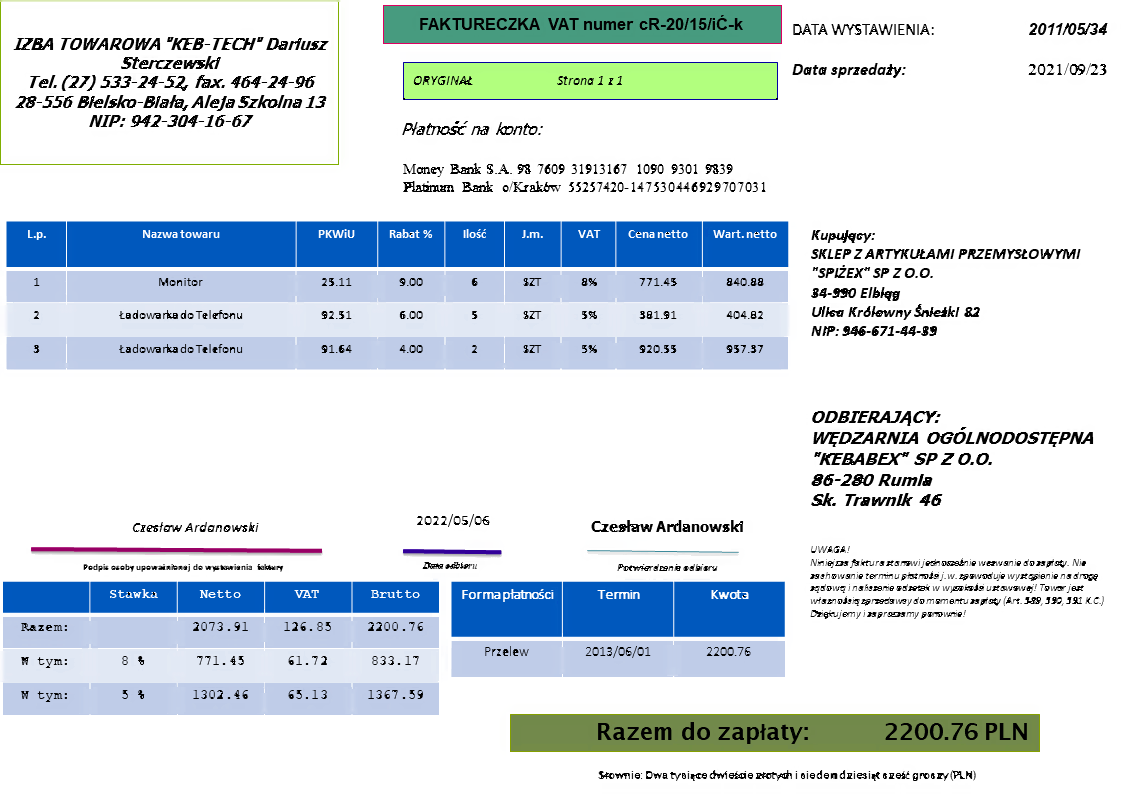 IZBA TOWAROWA "KEB-TECH" Dariusz
Sterczewski
Tel. (27) 533-24-52, fax. 464-24-96
28-556 Bielsko-Biała, Aleja Szkolna 13
NIP: 942-304-16-67
FAKTURECZKA VAT numer cR-20/15/iĆ-k
ORYGINAŁ Strona 1 z 1
DATA WYSTAWIENIA: 2011/05/34
Data sprzedaży: 2021/09/23
Płatność na konto:
Money Bank S.A. 98 7609 31913167 1090 9301 9839
Platinum Bank o/Kraków 55257420-147530446929707031
L.p. Nazwa towaru PKWiU Rabat % Ilość J.m. VAT Cena netto Wart. netto
1 Monitor 25.11 9.00 6 SZT 8% 771.45 840.88
2 Ładowarka do Telefonu 92.51 6.00 5 SZT 5% 381.91 404.82
3 Ładowarka do Telefonu 91.64 4.00 2 SZT 5% 920.55 957.37
Kupujący:
SKLEP Z ARTYKUŁAMI PRZEMYSŁOWYMI
"SPIŻEX" SP Z O.O.
34-990 Elbląg
Ulica Królowny Śnieżki 82
NIP: 946-671-44-89
ODBIERAJĄCY:
WĘDZARNIA OGÓLNODOSTĘPNA
"KEBABEX" SP Z O.O.
86-280 Rumia
Sk. Trawnik 46
Czesław Ardanowski
Podpis osoby upoważnionej do wystawienia faktury
2022/05/06
Data odbioru
Czesław Ardanowski
Potwierdzenie odbioru
UWAGA!
Niniejsza faktura stanowi jednocześnie wezwanie do zapłaty. Nie
zachowanie terminu płatności j.w. spowoduje wystąpienie na drogę
sądową i naliczenie odsetek w wysokości ustawowej! Towar jest
własnością sprzedawcy do momentu zapłaty (Art. 589, 590, 591 K.C.)
Dziękujemy i zapraszamy ponownie!
Stawka Netto VAT Brutto
Razem: 2073.91 126.85 2200.76
W tym: 8 % 771.45 61.72 833.17
W tym: 5 % 1302.46 65.13 1367.59
Forma płatności Termin Kwota
Przelew 2013/06/01 2200.76
Razem do zapłaty: 2200.76 PLN
Słownie: Dwa tysiące dwieście złotych i siedemdziesiąt sześć groszy (PLN)